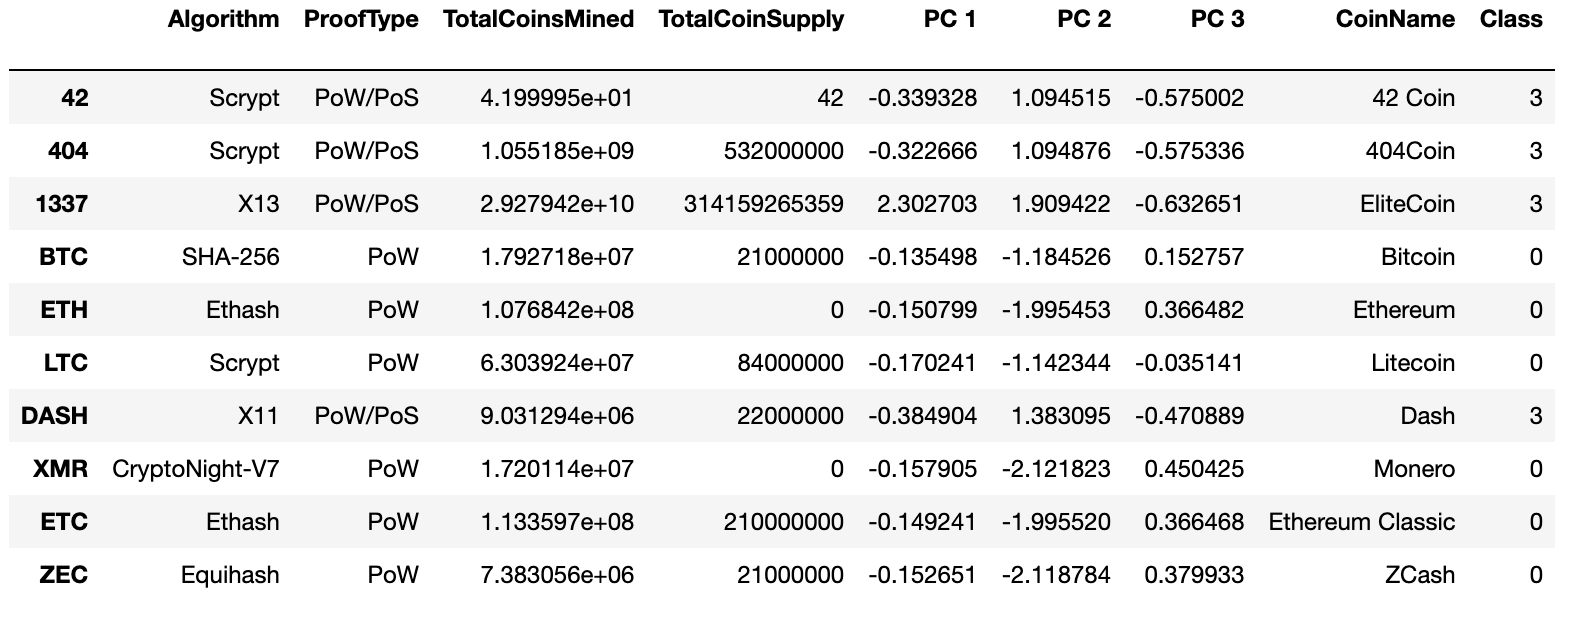 Algorithm ProofType TotalCoinsMined TotalCoinSupply PC 1 PC 2 PC 3 CoinName Class
42 Scrypt PoW/PoS 4.199995e+01 42 -0.339328 1.094515 -0.575002 42 Coin 3
404 Scrypt PoW/PoS 1.055185e+09 532000000 -0.322666 1.094876 -0.575336 404Coin 3
1337 X13 PoW/PoS 2.927942e+10 314159265359 2.302703 1.909422 -0.632651 EliteCoin 3
BTC SHA-256 PoW 1.792718e+07 21000000 -0.135498 -1.184526 0.152757 Bitcoin 0
ETH Ethash PoW 1.076842e+08 0 -0.150799 -1.995453 0.366482 Ethereum 0
LTC Scrypt PoW 6.303924e+07 84000000 -0.170241 -1.142344 -0.035141 Litecoin 0
DASH X11 PoW/PoS 9.031294e+06 22000000 -0.384904 1.383095 -0.470889 Dash 3
XMR CryptoNight-V7 PoW 1.720114e+07 0 -0.157905 -2.121823 0.450425 Monero 0
ETC Ethash PoW 1.133597e+08 210000000 -0.149241 -1.995520 0.366468 Ethereum Classic 0
ZEC Equihash PoW 7.383056e+06 21000000 -0.152651 -2.118784 0.379933 ZCash 0